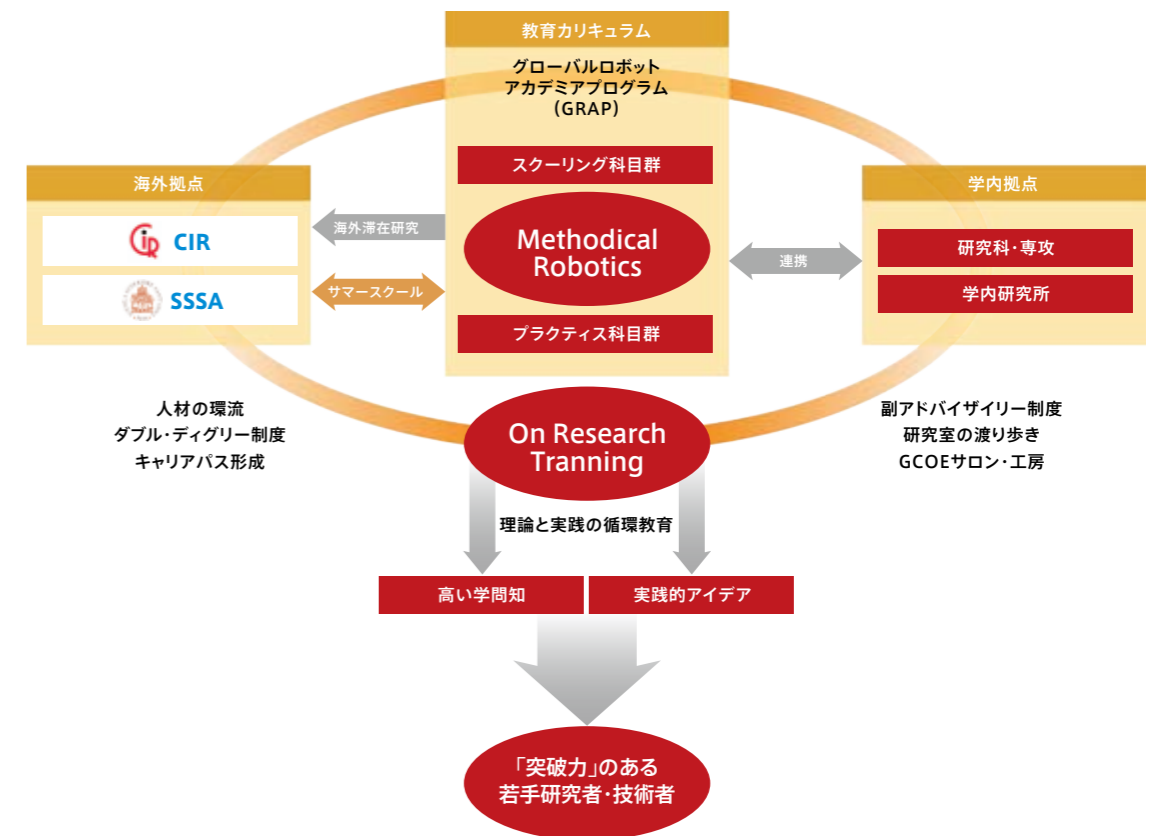 教育カリキュラム
グローバルロボット
アカデミアプログラム
(GRAP)
スクーリング科目群
Methodical
Robotics
プラクティス科目群
海外拠点
CIR
CIR
SSSA
海外滞在研究
サマースクール
連携
学内拠点
研究科・専攻
学内研究所
人材の環流
ダブル・ディグリー制度
キャリアパス形成
On Research
Tranning
副アドバイザイリー制度
研究室の渡り歩き
GCOEサロン・工房
理論と実践の循環教育
高い学問知
実践的アイデア
「突破力」のある
若手研究者・技術者